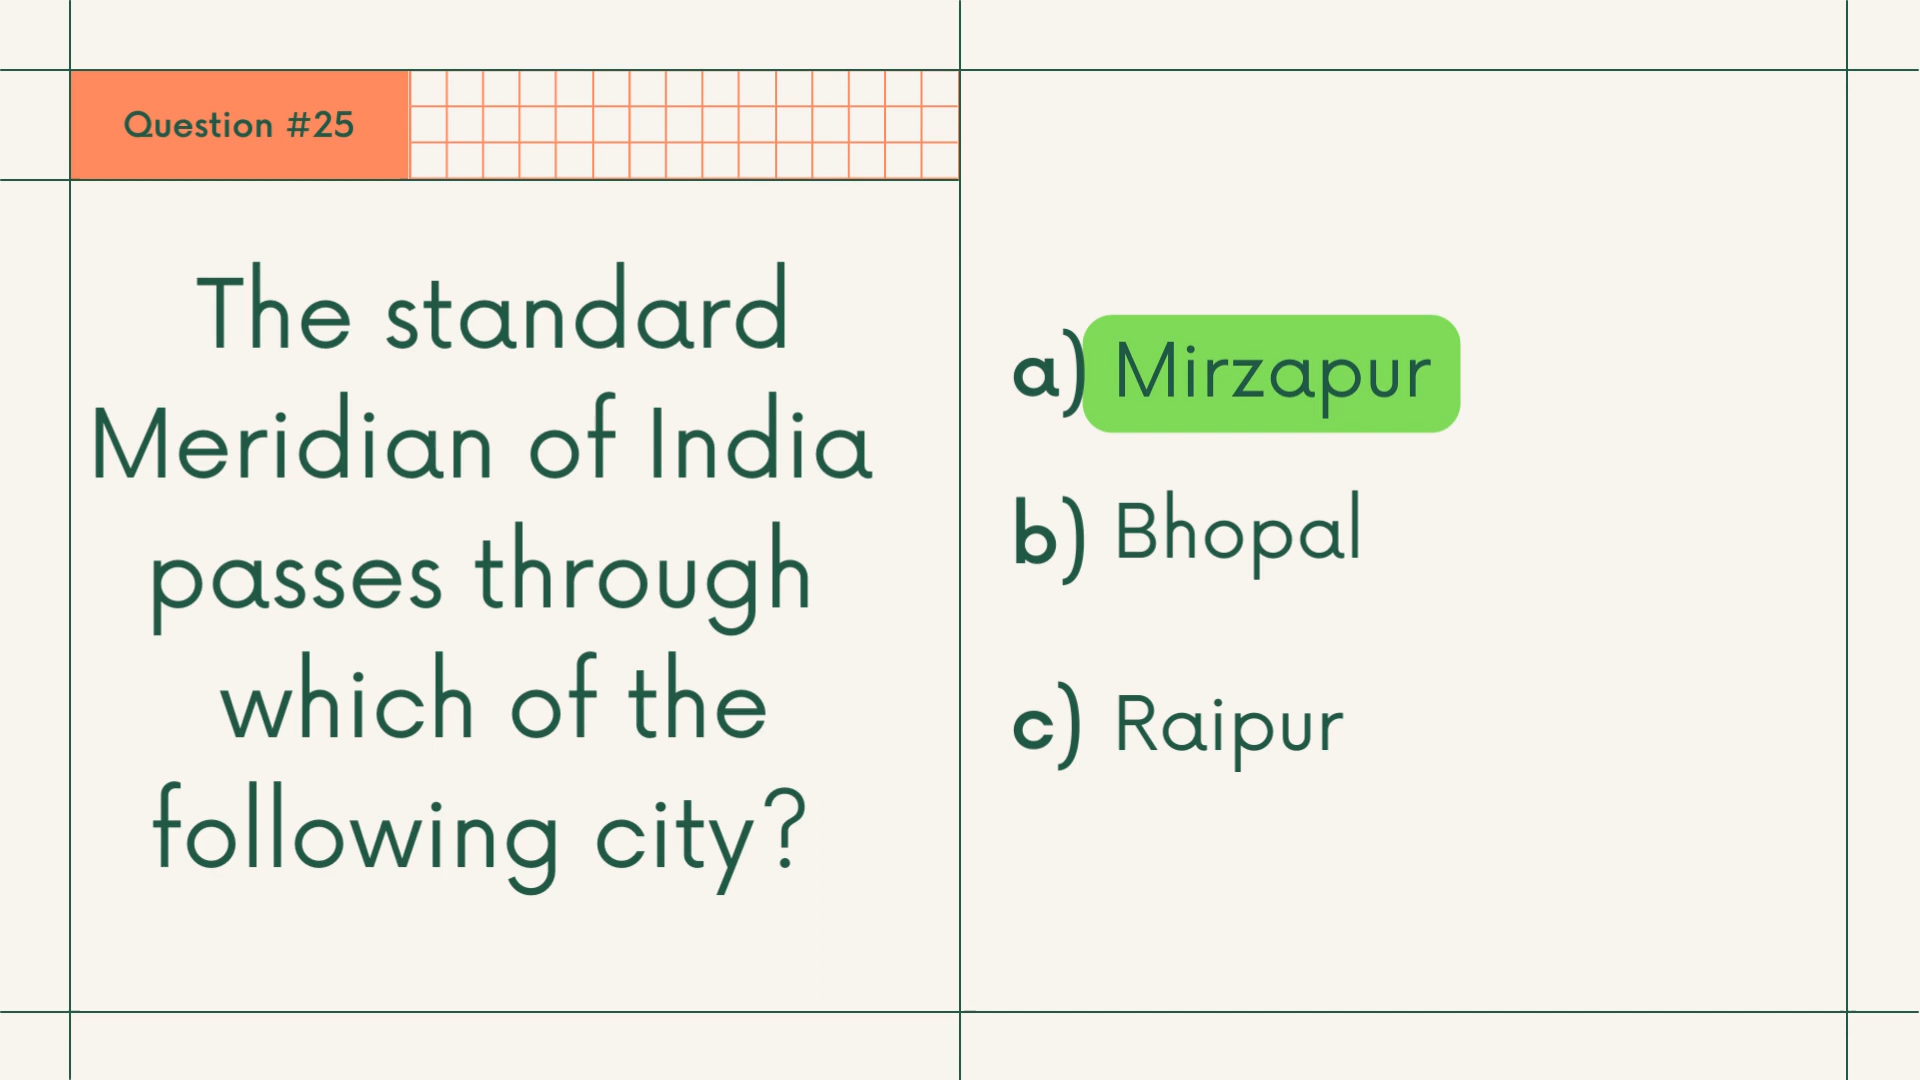 Question #25
The standard
Meridian of India
passes through
which of the
following city?
a) Mirzapur
b) Bhopal
c) Raipur